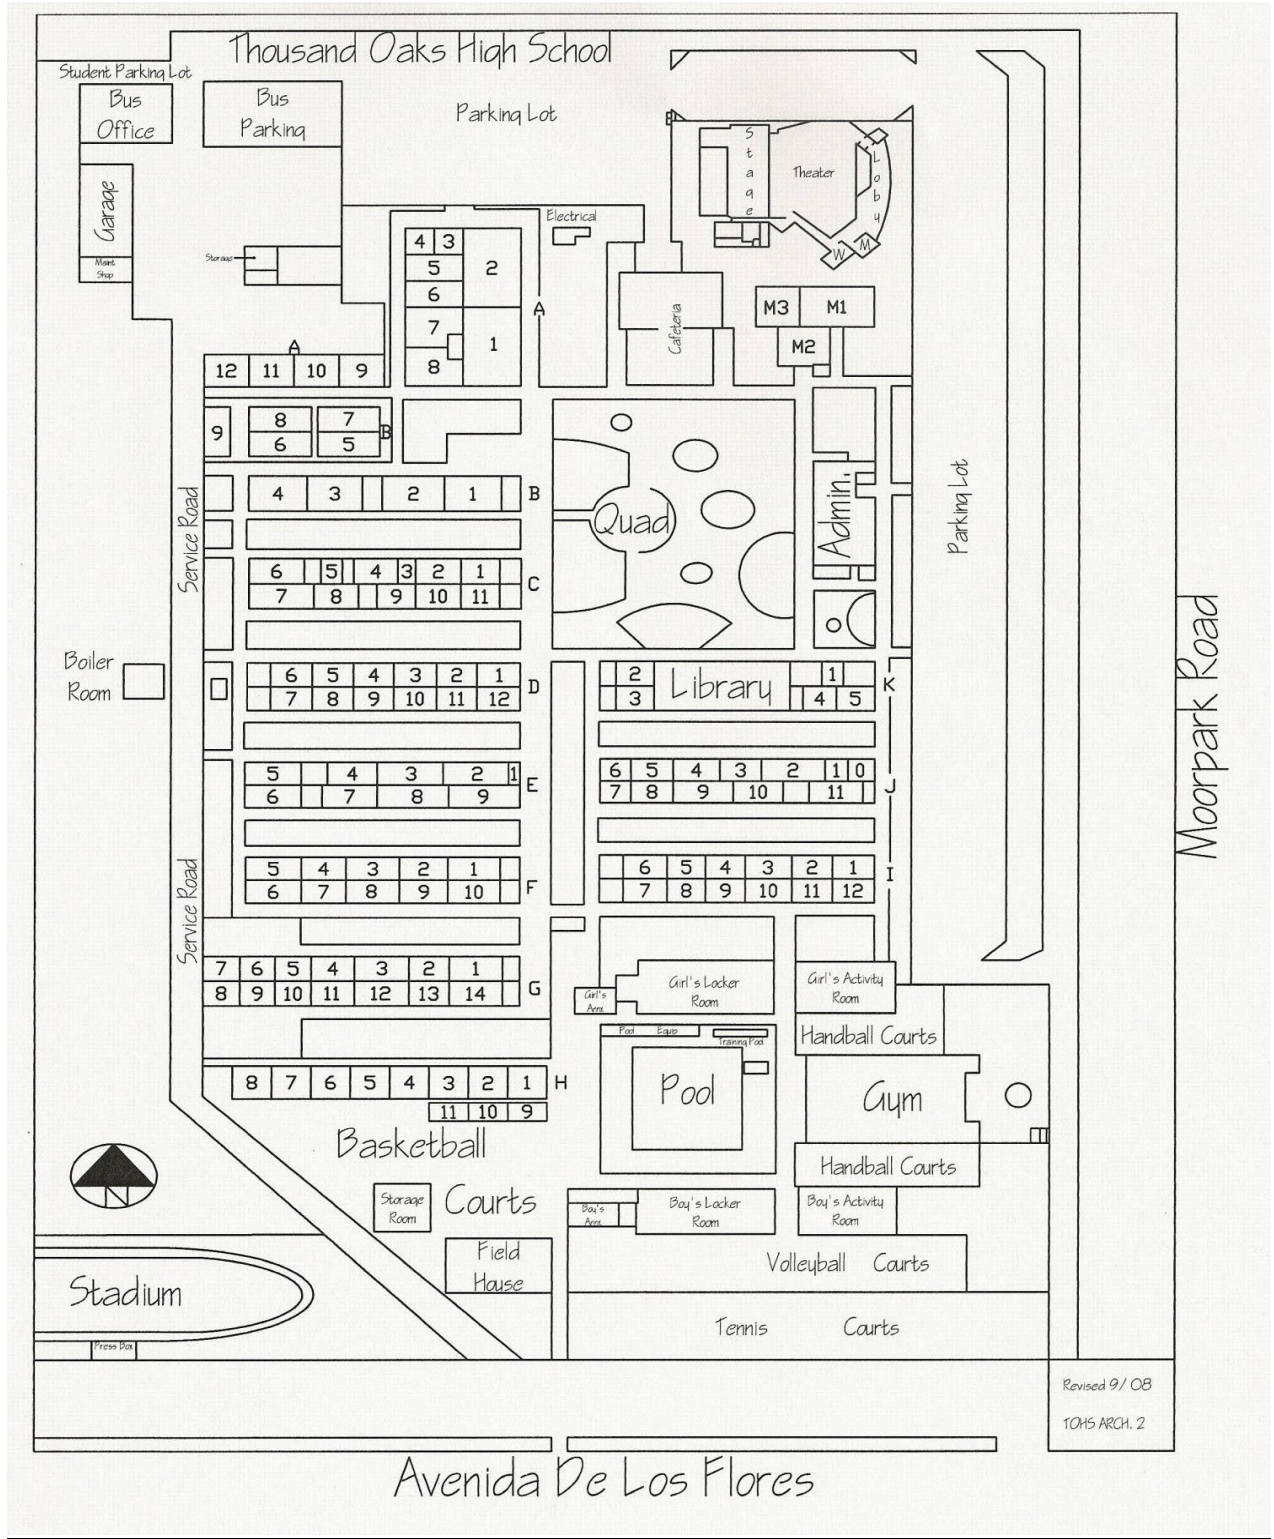 Thousand Oaks High School
Student Parking Lot
Bus
Office
Bus
Parking
Parking Lot
Stage
Theater
Loby
W
M
Garage
Maint
Shop
Storage
Electrical
4 3
5
2
6
7
1
8
A
Cafeteria
M3 M1
M2
A
12 11 10 9
9
8 7
6 5
B
4 3 2 1 B
Quad
Admin.
Parking Lot
Service Road
6 5 4 3 2 1
7 8 9 10 11
C
Boiler
Room
6 5 4 3 2 1
7 8 9 10 11 12
D
2 1
Library
3 4 5
K
Moorpark Road
5 4 3 2 1
6 7 8 9
E
6 5 4 3 2 1 0
7 8 9 10 11
J
5 4 3 2 1
6 7 8 9 10
F
6 5 4 3 2 1
7 8 9 10 11 12
I
Service Road
7 6 5 4 3 2 1
8 9 10 11 12 13 14
G
Girl's
Annx
Girl's Locker
Room
Girl's Activity
Room
Handball Courts
Pool Equip
Training Pool
Pool
Gym
8 7 6 5 4 3 2 1 H
11 10 9
Basketball
Courts
Handball Courts
N
Storage
Room
Boy's
Annx
Boy's Locker
Room
Boy's Activity
Room
Field
House
Volleyball Courts
Stadium
Press Box
Tennis Courts
Revised 9/08
TOHS ARCH. 2
Avenida De Los Flores